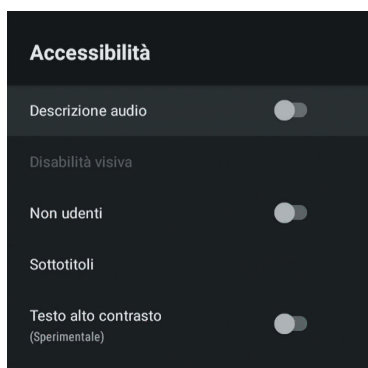 Accessibilità
Descrizione audio
Disabilità visiva
Non udenti
Sottotitoli
Testo alto contrasto
(Sperimentale)